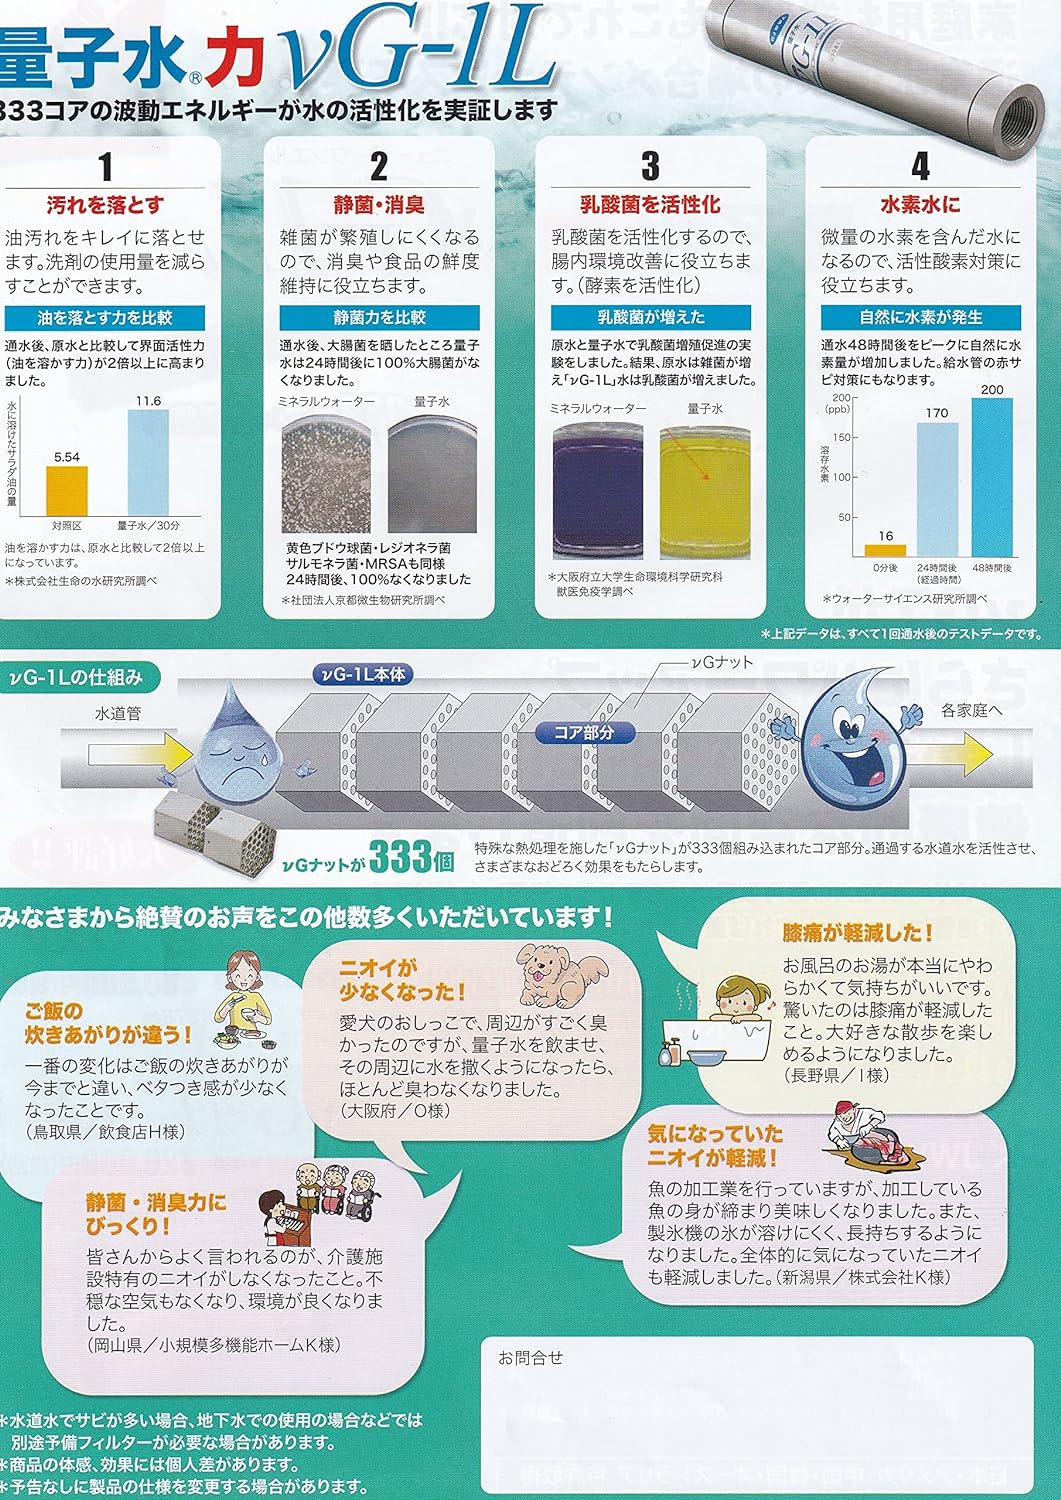 量子水®力 νG-1L
333コアの波動エネルギーが水の活性化を実証します
1
汚れを落とす
油汚れをキレイに落とせ
ます。洗剤の使用量を減ら
すことができます。
油を落とす力を比較
通水後、原水と比較して界面活性力
(油を溶かす力)が2倍以上に高まり
ました。
水に溶けたサラダ油の量
5.54
11.6
対照区
量子水/30分
油を溶かす力は、原水と比較して2倍以上
になっています。
*株式会社生命の水研究所調べ
2
静菌・消臭
雑菌が繁殖しにくくなる
ので、消臭や食品の鮮度
維持に役立ちます。
静菌力を比較
通水後、大腸菌を晒したところ量子
水は24時間後に100%大腸菌がな
くなりました。
ミネラルウォーター
量子水
黄色ブドウ球菌・レジオネラ菌
サルモネラ菌・MRSAも同様
24時間後、100%なくなりました
*社団法人京都微生物研究所調べ
3
乳酸菌を活性化
乳酸菌を活性化するので、
腸内環境改善に役立ちま
す。(酵素を活性化)
乳酸菌が増えた
原水と量子水で乳酸菌増殖促進の実
験をしました。結果、原水は雑菌が増
え「νG-1L」水は乳酸菌が増えました。
ミネラルウォーター
量子水
*大阪府立大学生命環境科学研究科
獣医免疫学調べ
4
水素水に
微量の水素を含んだ水に
なるので、活性酸素対策に
役立ちます。
自然に水素が発生
通水48時間後をピークに自然に水
素量が増加しました。給水管の赤サ
ビ対策にもなります。
200
(ppb)
150
100
50
溶存水素
16
170
200
0分後
24時間後
(経過時間)
48時間後
*ウォーターサイエンス研究所調べ
*上記データは、すべて1回通水後のテストデータです。
νG-1Lの仕組み
νG-1L本体
νGナット
水道管
コア部分
各家庭へ
νGナットが333個
特殊な熱処理を施した「νGナット」が333個組み込まれたコア部分。通過する水道水を活性させ、
さまざまなおどろく効果をもたらします。
みなさまから絶賛のお声をこの他数多くいただいています!
ご飯の
炊きあがりが違う!
一番の変化はご飯の炊きあがりが
今までと違い、ベタつき感が少なく
なったことです。
(鳥取県/飲食店H様)
ニオイが
少なくなった!
愛犬のおしっこで、周辺がすごく臭
かったのですが、量子水を飲ませ、
その周辺に水を撒くようになったら、
ほとんど臭わなくなりました。
(大阪府/O様)
膝痛が軽減した!
お風呂のお湯が本当にやわ
らかくて気持ちがいいです。
驚いたのは膝痛が軽減した
こと。大好きな散歩を楽し
めるようになりました。
(長野県/I様)
静菌・消臭力に
びっくり!
皆さんからよく言われるのが、介護施
設特有のニオイがしなくなったこと。不
穏な空気もなくなり、環境が良くなりま
した。
(岡山県/小規模多機能ホームK様)
気になっていた
ニオイが軽減!
魚の加工業を行っていますが、加工している
魚の身が締まり美味しくなりました。また、
製氷機の氷が溶けにくく、長持ちするように
なりました。全体的に気になっていたニオイ
も軽減しました。(新潟県/株式会社K様)
お問合せ
*水道水でサビが多い場合、地下水での使用の場合などでは
別途予備フィルターが必要な場合があります。
*商品の体感、効果には個人差があります。
*予告なしに製品の仕様を変更する場合があります。